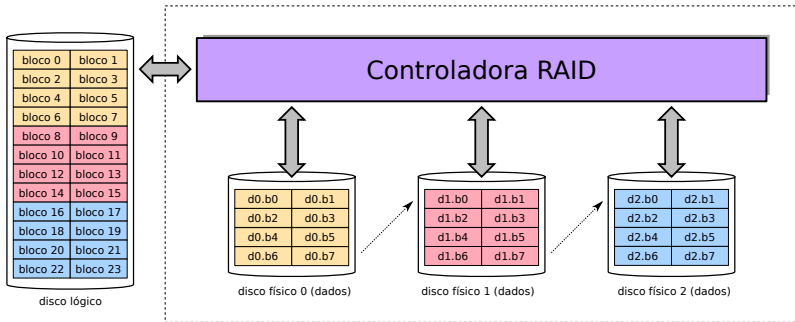 Controladora RAID
bloco 0 bloco 1
bloco 2 bloco 3
bloco 4 bloco 5
bloco 6 bloco 7
bloco 8 bloco 9
bloco 10 bloco 11
bloco 12 bloco 13
bloco 14 bloco 15
bloco 16 bloco 17
bloco 18 bloco 19
bloco 20 bloco 21
bloco 22 bloco 23
disco lógico
d0.b0 d0.b1
d0.b2 d0.b3
d0.b4 d0.b5
d0.b6 d0.b7
disco físico 0 (dados)
d1.b0 d1.b1
d1.b2 d1.b3
d1.b4 d1.b5
d1.b6 d1.b7
disco físico 1 (dados)
d2.b0 d2.b1
d2.b2 d2.b3
d2.b4 d2.b5
d2.b6 d2.b7
disco físico 2 (dados)